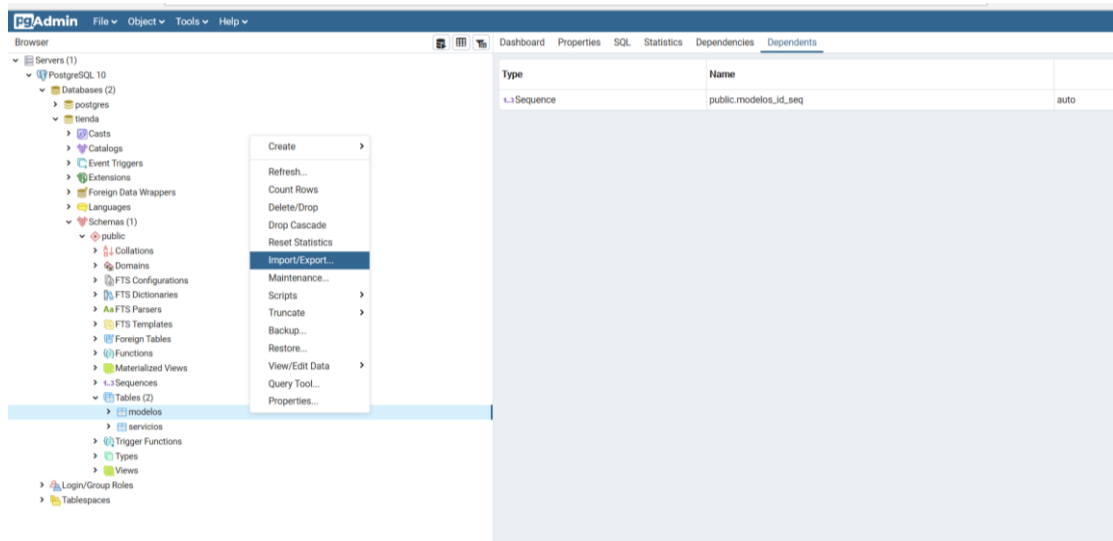 pgAdmin File Object Tools Help
Browser
Dashboard Properties SQL Statistics Dependencies Dependents
Servers (1)
PostgreSQL 10
Databases (2)
postgres
tienda
Casts
Catalogs
Event Triggers
Extensions
Foreign Data Wrappers
Languages
Schemas (1)
public
Collations
Domains
FTS Configurations
FTS Dictionaries
FTS Parsers
FTS Templates
Foreign Tables
Functions
Materialized Views
Sequences
Tables (2)
modelos
servicios
Trigger Functions
Types
Views
Login/Group Roles
Tablespaces
Create
Refresh...
Count Rows
Delete/Drop
Drop Cascade
Reset Statistics
Import/Export...
Maintenance...
Scripts
Truncate
Backup...
Restore...
View/Edit Data
Query Tool...
Properties...
Type Name
1..3 Sequence public.modelos_id_seq auto